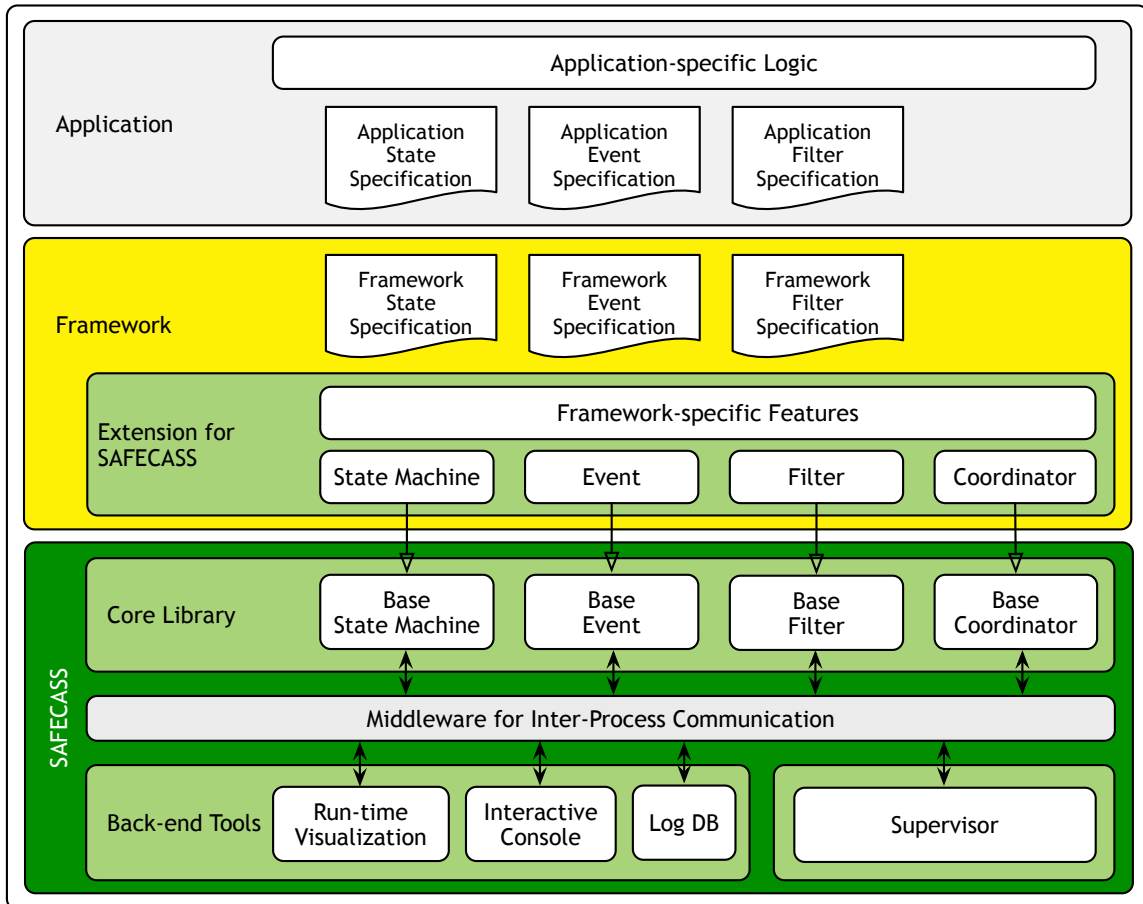 Application-specific Logic
Application
Application
State
Specification
Application
Event
Specification
Application
Filter
Specification
Framework
Framework
State
Specification
Framework
Event
Specification
Framework
Filter
Specification
Extension for
SAFECASS
Framework-specific Features
State Machine
Event
Filter
Coordinator
SAFECASS
Core Library
Base
State Machine
Base
Event
Base
Filter
Base
Coordinator
Middleware for Inter-Process Communication
Back-end Tools
Run-time
Visualization
Interactive
Console
Log DB
Supervisor